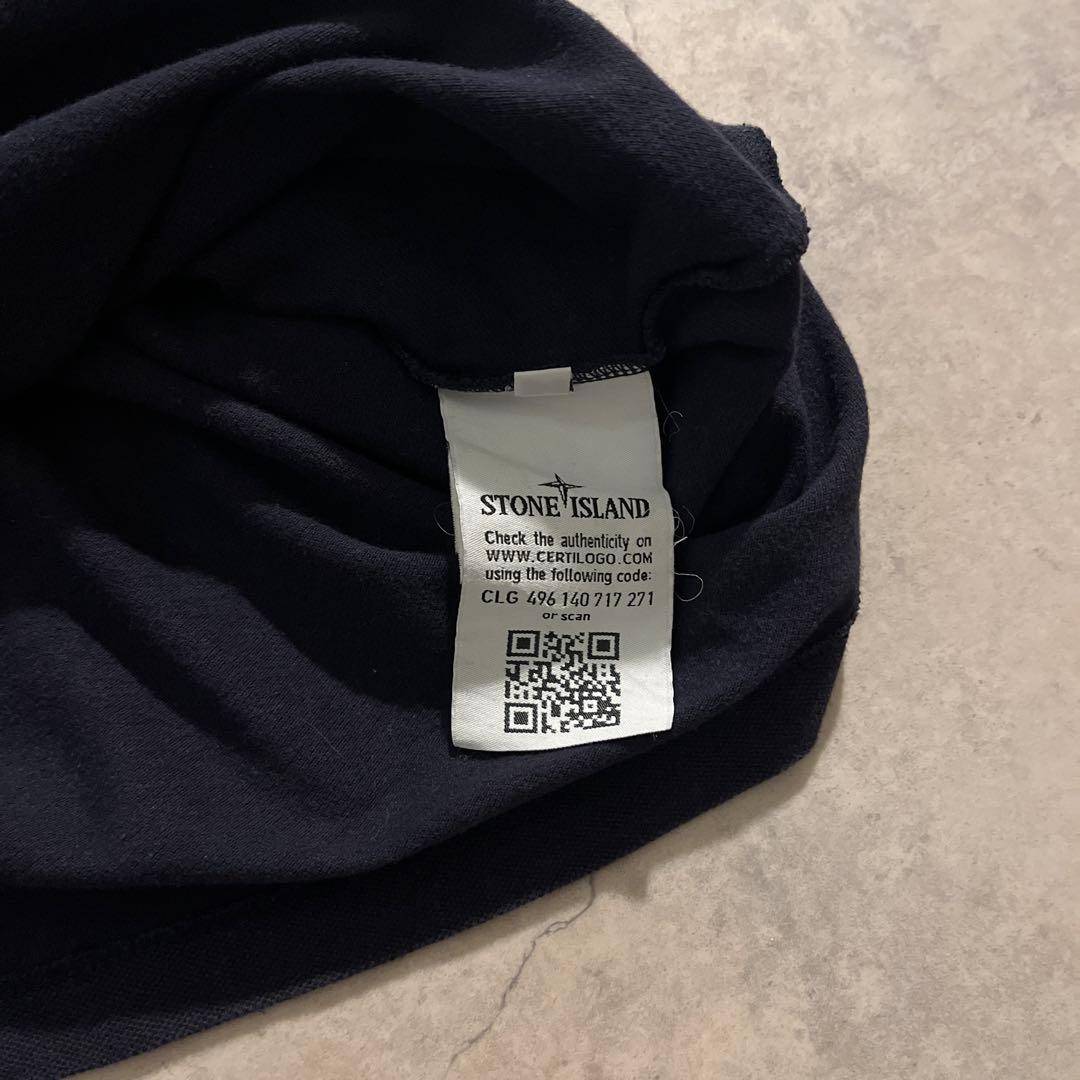 STONE ISLAND
Check the authenticity on
WWW.CERTILOGO.COM
using the following code:
CLG 496 140 717 271
or scan